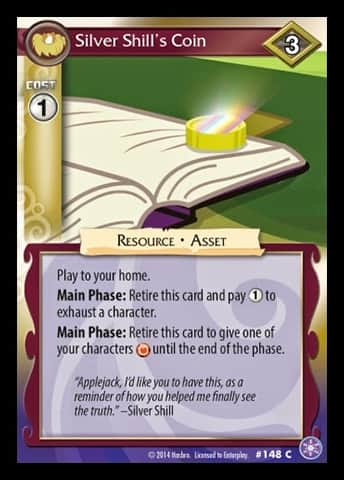 Silver Shill's Coin
3
COST
1
RESOURCE • ASSET
Play to your home.
Main Phase: Retire this card and pay 1 to
exhaust a character.
Main Phase: Retire this card to give one of
your characters until the end of the phase.
"Applejack, I'd like you to have this, as a
reminder of how you helped me finally see
the truth." –Silver Shill
© 2014 Hasbro. Licensed to Enterplay. #148 C